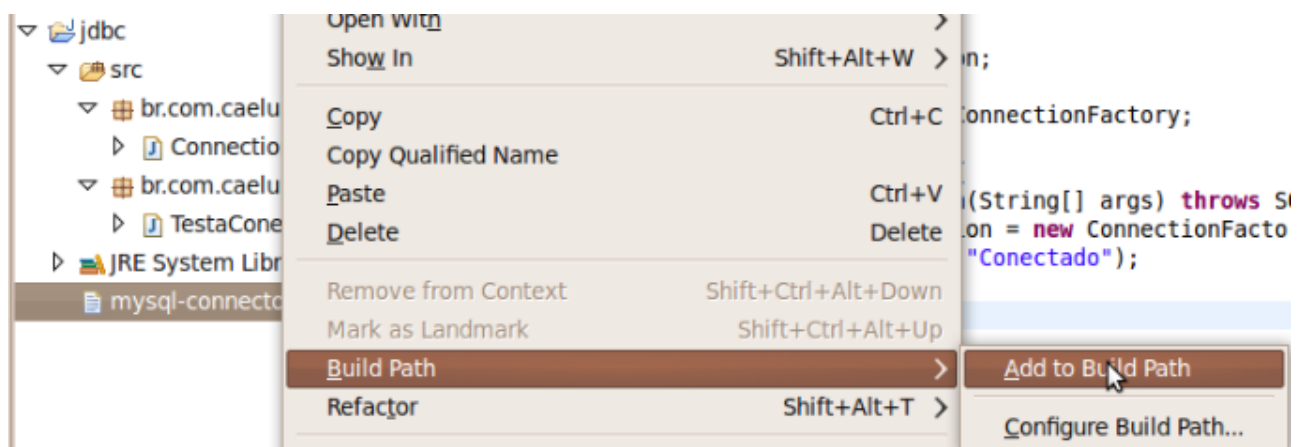 jdbc
src
br.com.caelu
Connectio
br.com.caelu
TestaCone
JRE System Libr
mysql-connecto
Open With
Show In Shift+Alt+W
Copy Ctrl+C
Copy Qualified Name
Paste Ctrl+V
Delete Delete
Remove from Context Shift+Ctrl+Alt+Down
Mark as Landmark Shift+Ctrl+Alt+Up
Build Path
Refactor Shift+Alt+T
Add to Build Path
Configure Build Path...
n;
onnectionFactory;
(String[] args) throws S
on = new ConnectionFacto
"Conectado");